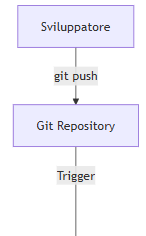 Sviluppatore
git push
Git Repository
Trigger